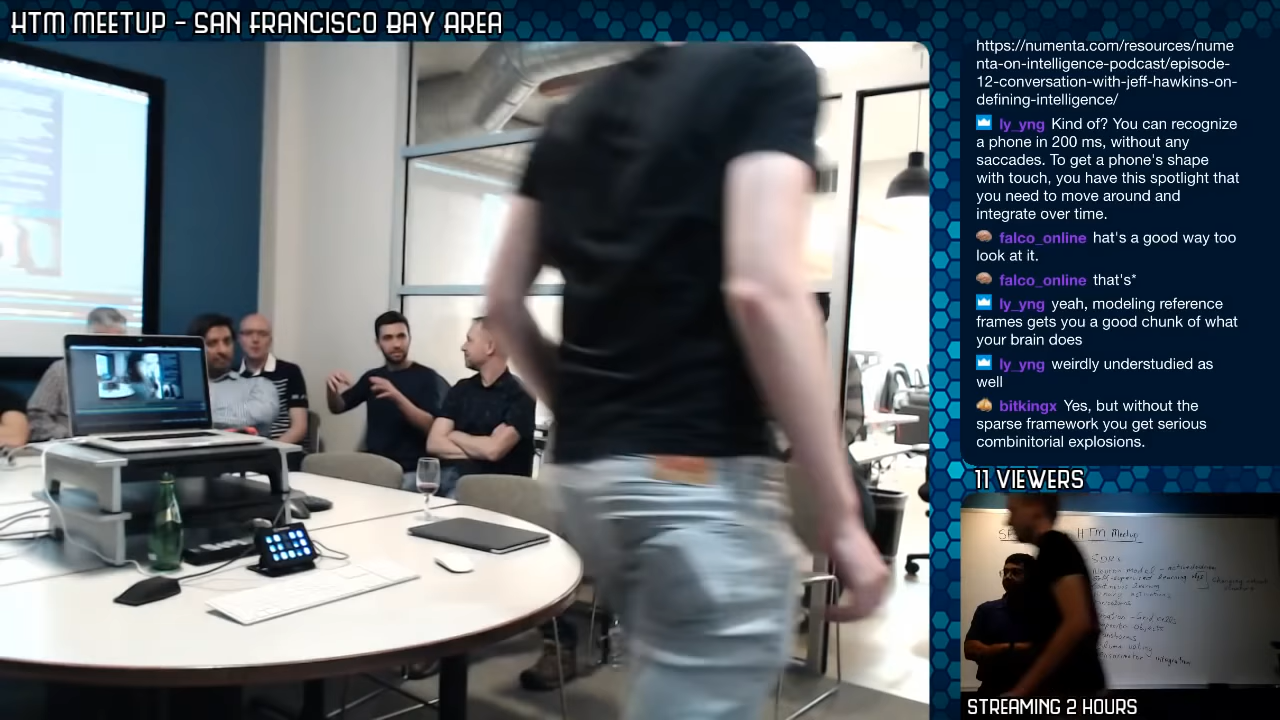 HTM MEETUP - SAN FRANCISCO BAY AREA
https://numenta.com/resources/nume
nta-on-intelligence-podcast/episode-
12-conversation-with-jeff-hawkins-on-
defining-intelligence/
ly_yng Kind of? You can recognize
a phone in 200 ms, without any
saccades. To get a phone's shape
with touch, you have this spotlight that
you need to move around and
integrate over time.
falco_online hat's a good way too
look at it.
falco_online that's*
ly_yng yeah, modeling reference
frames gets you a good chunk of what
your brain does
ly_yng weirdly understudied as
well
bitkingx Yes, but without the
sparse framework you get serious
combinitorial explosions.
11 VIEWERS
HTM Meetup
Neuron model
STREAMING 2 HOURS